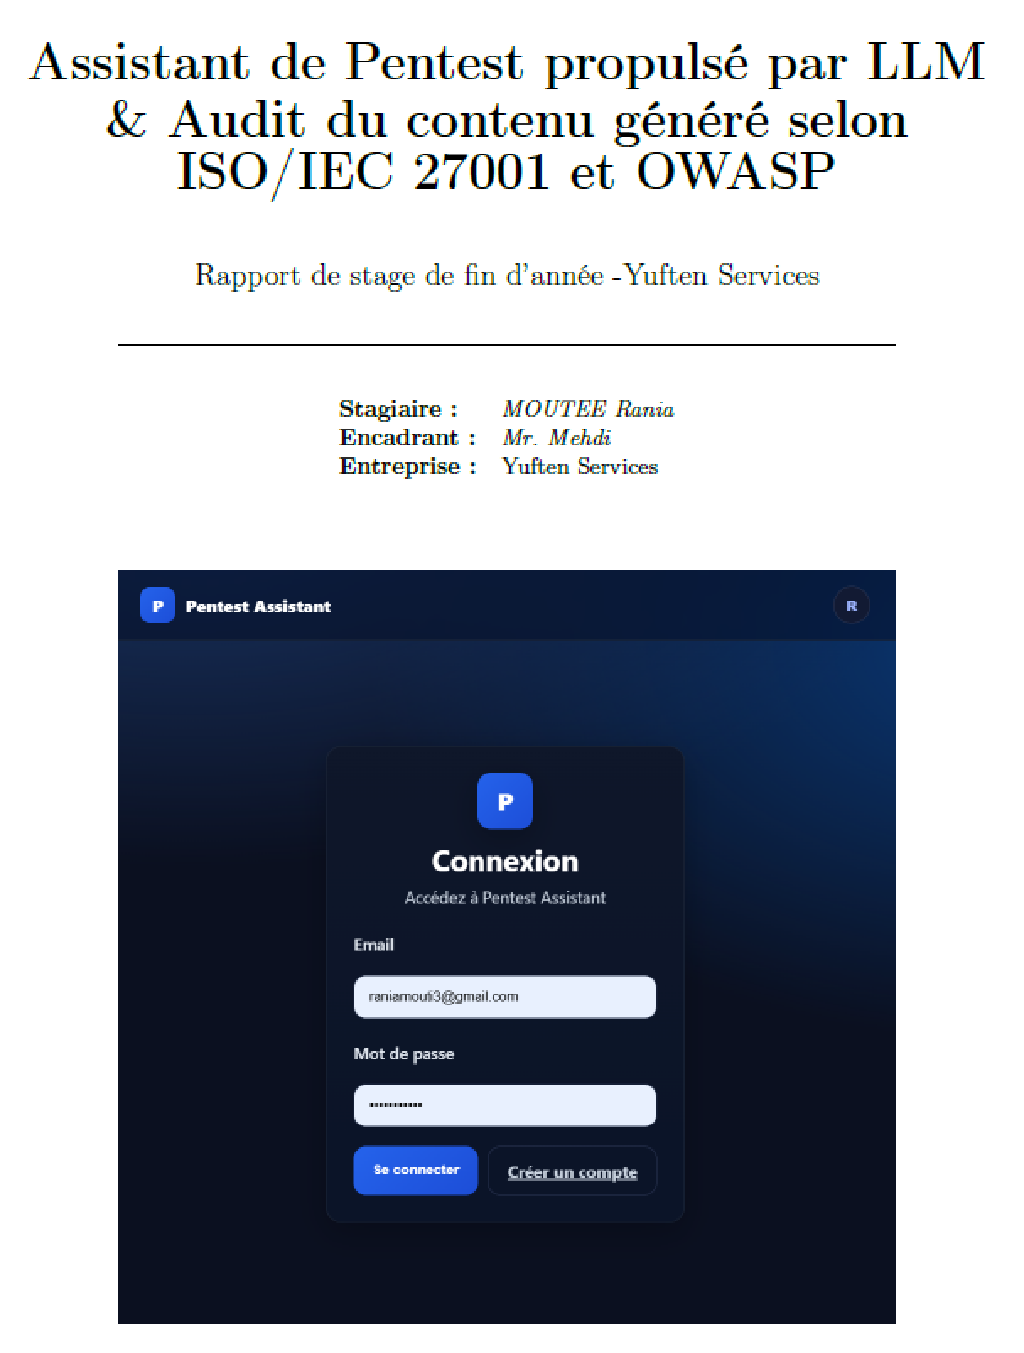 Assistant de Pentest propulsé par LLM
& Audit du contenu généré selon
ISO/IEC 27001 et OWASP
Rapport de stage de fin d'année -Yuften Services
Stagiaire : MOUTEE Rania
Encadrant : Mr. Mehdi
Entreprise : Yuften Services
P Pentest Assistant R
P
Connexion
Accédez à Pentest Assistant
Email
raniamouti3@gmail.com
Mot de passe
•••••••••••
Se connecter Créer un compte